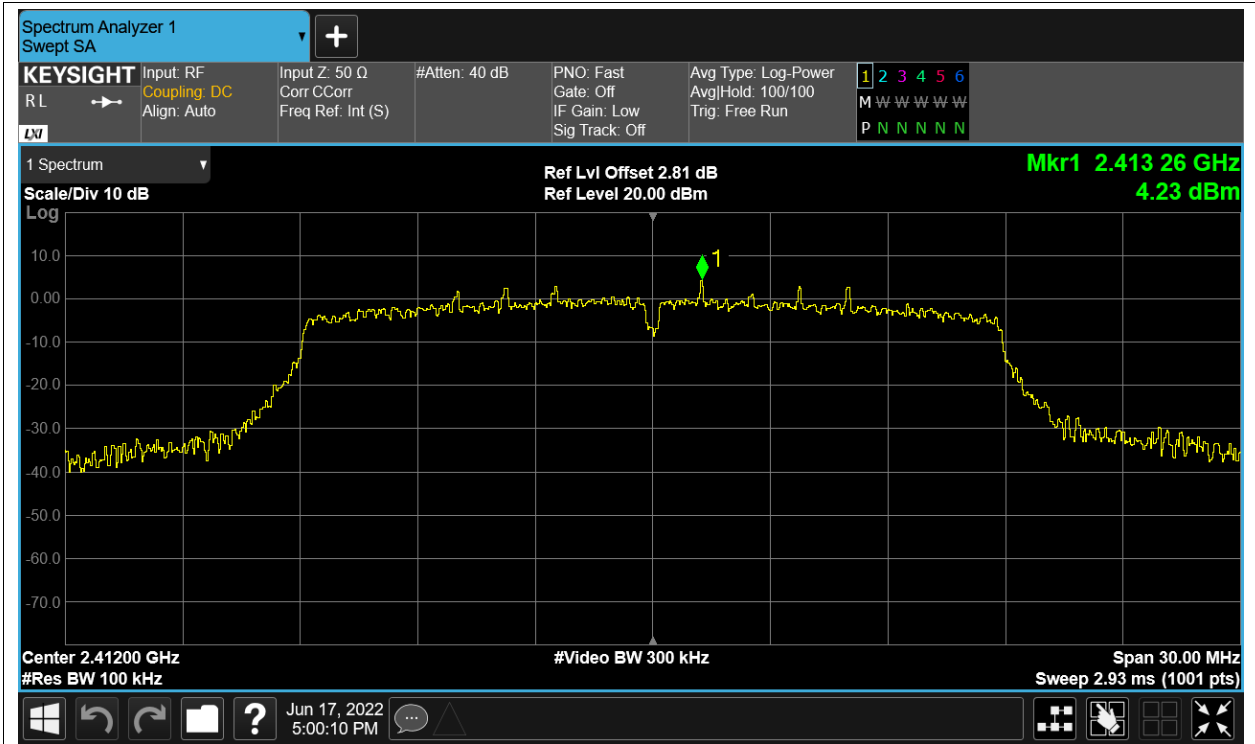 Spectrum Analyzer 1
Swept SA
+
KEYSIGHT
R L
LXI
Input: RF
Coupling: DC
Align: Auto
Input Z: 50 Ω
Corr CCorr
Freq Ref: Int (S)
#Atten: 40 dB
PNO: Fast
Gate: Off
IF Gain: Low
Sig Track: Off
Avg Type: Log-Power
Avg|Hold: 100/100
Trig: Free Run
1 2 3 4 5 6
M W W W W W
P N N N N N
1 Spectrum
Scale/Div 10 dB
Log
Ref Lvl Offset 2.81 dB
Ref Level 20.00 dBm
Mkr1 2.413 26 GHz
4.23 dBm
1
10.0
0.00
-10.0
-20.0
-30.0
-40.0
-50.0
-60.0
-70.0
Center 2.41200 GHz
#Video BW 300 kHz
Span 30.00 MHz
#Res BW 100 kHz
Sweep 2.93 ms (1001 pts)
?
Jun 17, 2022
5:00:10 PM